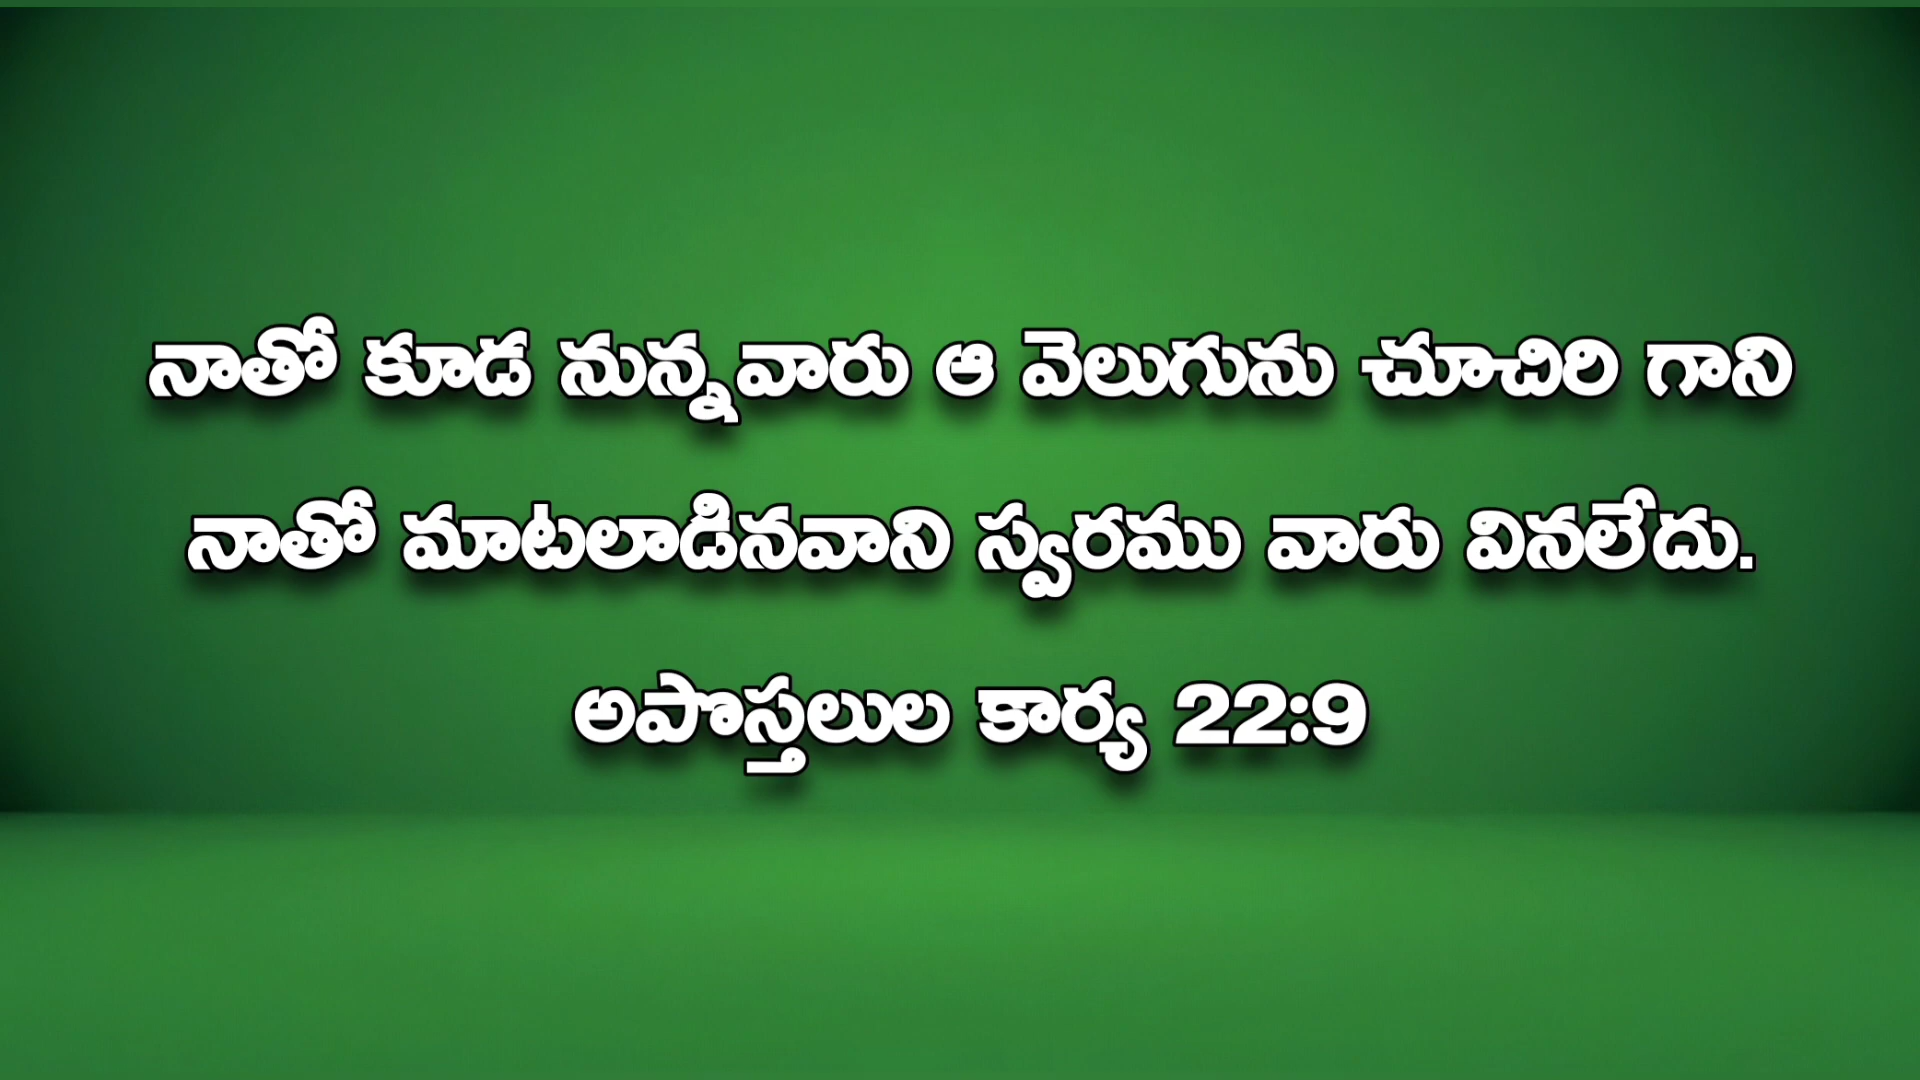 నాతో కూడ నున్నవారు ఆ వెలుగును చూచిరి గాని
నాతో మాటలాడినవాని స్వరము వారు వినలేదు.
అపొస్తలుల కార్య 22:9